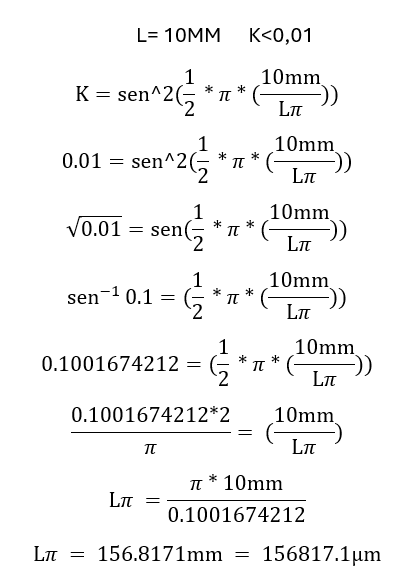 L= 10MM K<0,01
K = sen^2(1/2 * π * (10mm/Lπ))
0.01 = sen^2(1/2 * π * (10mm/Lπ))
√0.01 = sen(1/2 * π * (10mm/Lπ))
sen⁻¹ 0.1 = (1/2 * π * (10mm/Lπ))
0.1001674212 = (1/2 * π * (10mm/Lπ))
0.1001674212*2/π = (10mm/Lπ)
Lπ = π * 10mm/0.1001674212
Lπ = 156.8171mm = 156817.1μm